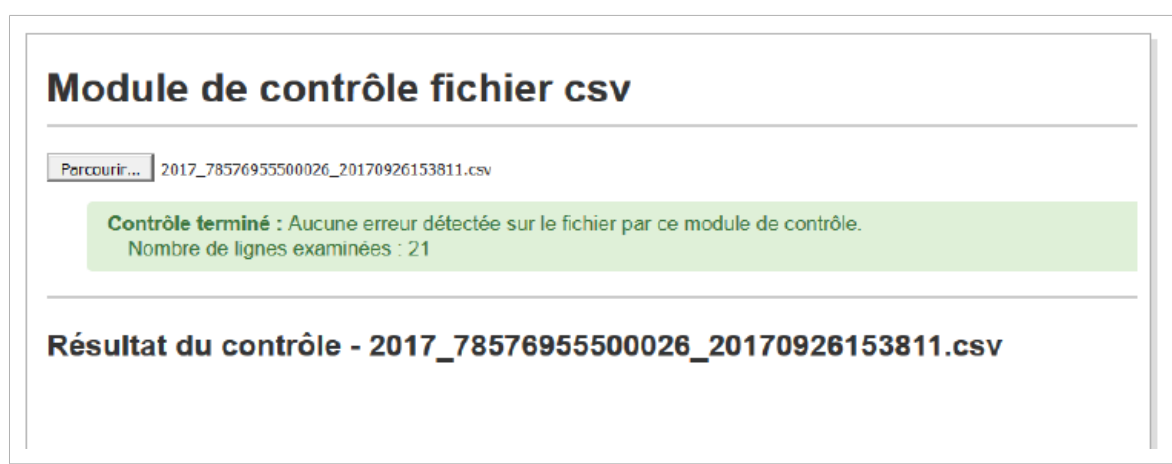 Module de contrôle fichier csv
Parcourir... 2017_78576955500026_20170926153811.csv
Contrôle terminé : Aucune erreur détectée sur le fichier par ce module de contrôle.
Nombre de lignes examinées : 21
Résultat du contrôle - 2017_78576955500026_20170926153811.csv